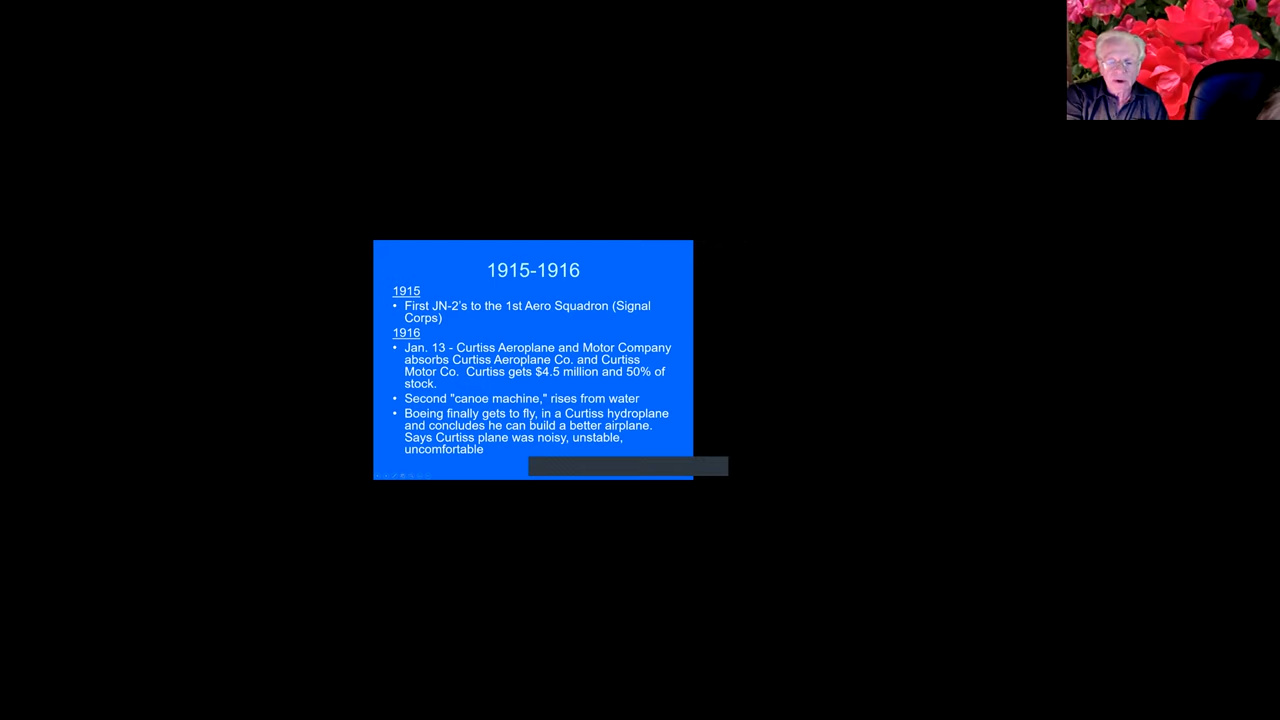 1915-1916
1915
• First JN-2's to the 1st Aero Squadron (Signal
Corps)
1916
• Jan. 13 - Curtiss Aeroplane and Motor Company
absorbs Curtiss Aeroplane Co. and Curtiss
Motor Co.  Curtiss gets $4.5 million and 50% of
stock.
• Second "canoe machine," rises from water
• Boeing finally gets to fly, in a Curtiss hydroplane
and concludes he can build a better airplane.
Says Curtiss plane was noisy, unstable,
uncomfortable